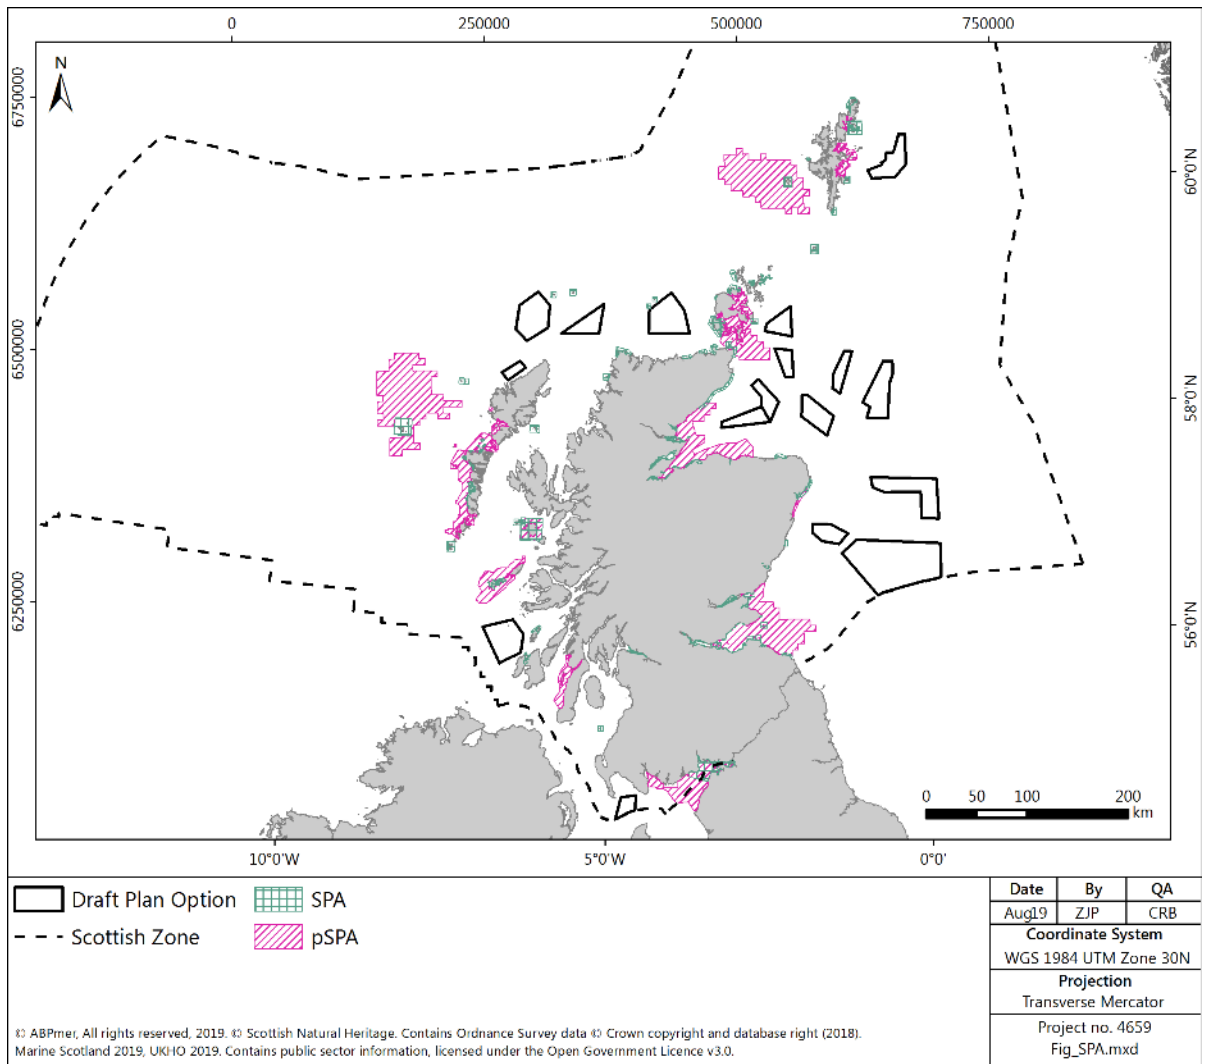 0 250000 500000 750000
N
6750000
6500000
6250000
60°0'N
58°0'N
56°0'N
0 50 100 200
km
10°0'W 5°0'W 0°0'
Draft Plan Option SPA
Scottish Zone pSPA
Date By QA
Aug19 ZJP CRB
Coordinate System
WGS 1984 UTM Zone 30N
Projection
Transverse Mercator
Project no. 4659
Fig_SPA.mxd
© ABPmer, All rights reserved, 2019. © Scottish Natural Heritage. Contains Ordnance Survey data © Crown copyright and database right (2018).
Marine Scotland 2019, UKHO 2019. Contains public sector information, licensed under the Open Government Licence v3.0.